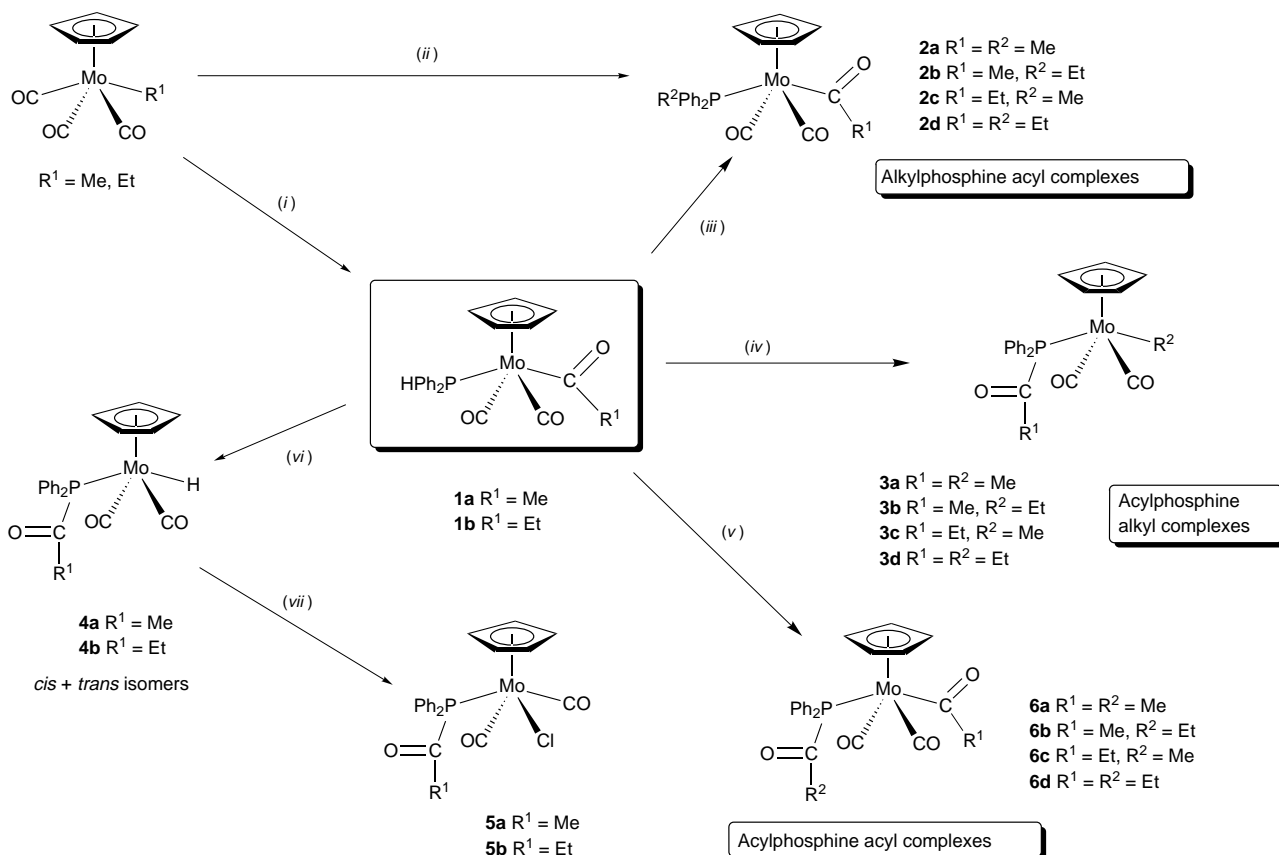 Mo
OC
R1
OC
CO
R1 = Me, Et
(ii)
O
Mo
R2Ph2P
C
OC
CO
R1
2a R1 = R2 = Me
2b R1 = Me, R2 = Et
2c R1 = Et, R2 = Me
2d R1 = R2 = Et
Alkylphosphine acyl complexes
(i)
(iii)
O
Mo
HPh2P
C
OC
CO
R1
1a R1 = Me
1b R1 = Et
(iv)
Mo
Ph2P
R2
OC
CO
O
C
R1
3a R1 = R2 = Me
3b R1 = Me, R2 = Et
3c R1 = Et, R2 = Me
3d R1 = R2 = Et
Acylphosphine
alkyl complexes
(vi)
Mo
Ph2P
H
OC
CO
O
C
R1
4a R1 = Me
4b R1 = Et
cis + trans isomers
(v)
(vii)
Mo
Ph2P
CO
OC
Cl
O
C
R1
5a R1 = Me
5b R1 = Et
O
Mo
Ph2P
C
OC
CO
R1
O
C
R2
6a R1 = R2 = Me
6b R1 = Me, R2 = Et
6c R1 = Et, R2 = Me
6d R1 = R2 = Et
Acylphosphine acyl complexes